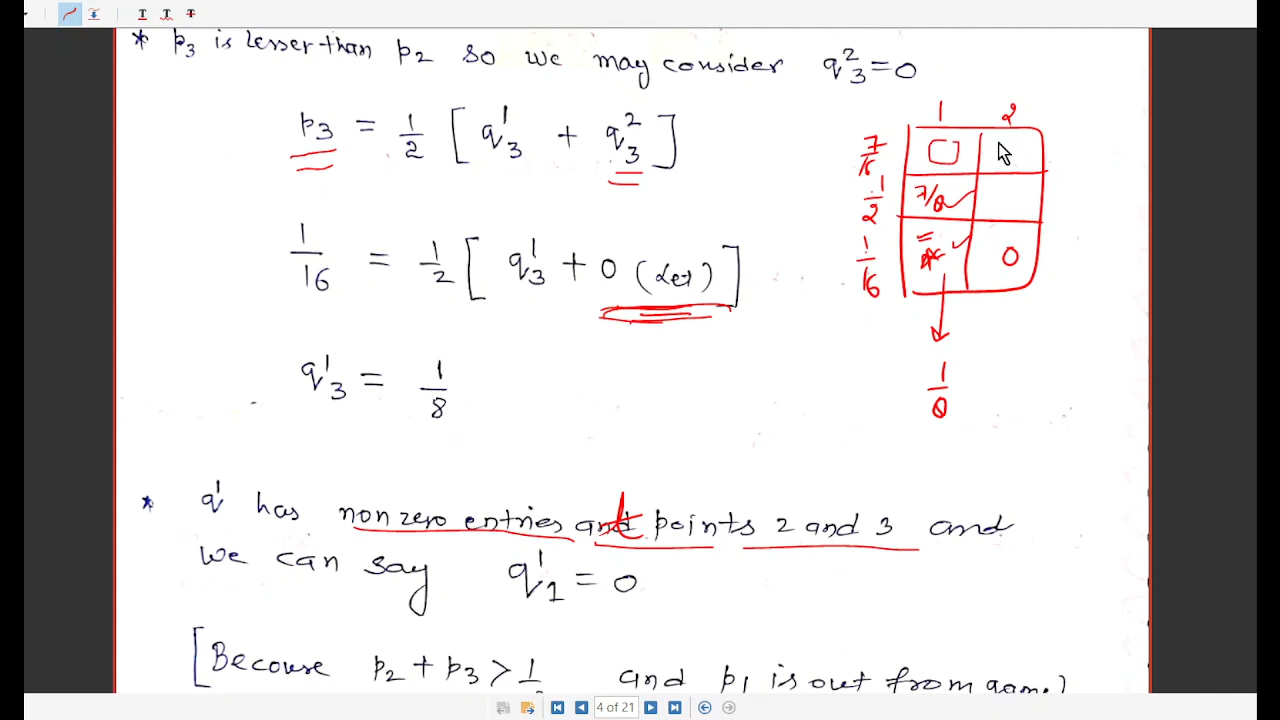 * p3 is lesser than p2 so we may consider q²3 = 0
p3 = 1/2 [ q¹3 + q²3 ]
1/16 = 1/2 [ q¹3 + 0 (Let) ]
q¹3 = 1/8
1 2
7/16
1/2 7/8
1/16 0
1/8
* q¹ has non zero entries at points 2 and 3 and
we can say q¹1 = 0
[Because p2 + p3 > 1/ and p1 is out from game]
T T T
4 of 21